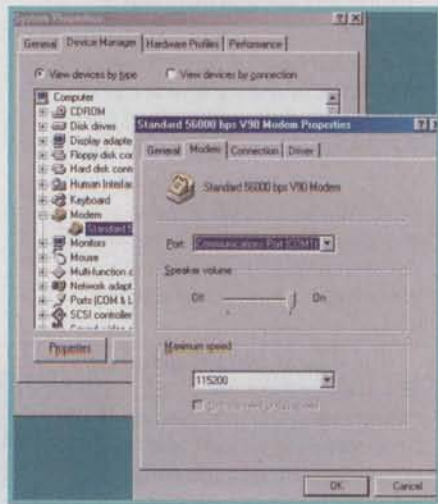 System Properties
General Device Manager Hardware Profiles Performance
View devices by type View devices by connection
Computer
CDROM
Disk drives
Display adapte
Floppy disk con
Hard disk contr
Human Interfac
Keyboard
Modem
Standard 5
Monitors
Mouse
Multi-function a
Network adapt
Ports (COM & L
SCSI controller
Properties
Standard 56000 bps V90 Modem Properties
General Modem Connection Driver
Standard 56000 bps V90 Modem
Port: Communications Port (COM1)
Speaker volume
Off On
Maximum speed
115200
OK Cancel